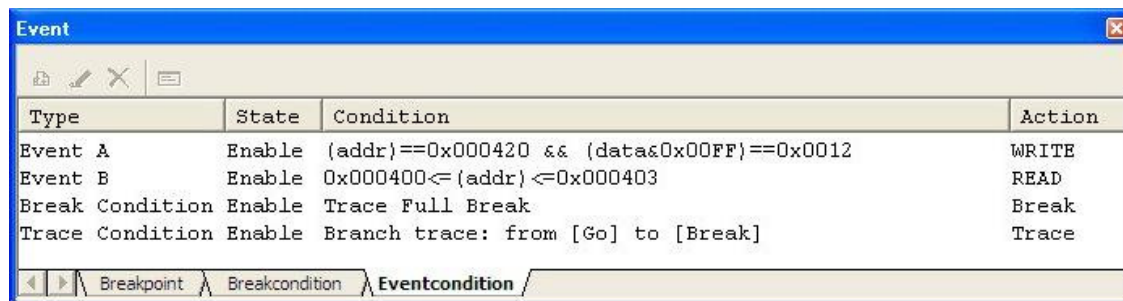 Event
Type State Condition Action
Event A Enable (addr)==0x000420 && (data&0x00FF)==0x0012 WRITE
Event B Enable 0x000400<=(addr)<=0x000403 READ
Break Condition Enable Trace Full Break Break
Trace Condition Enable Branch trace: from [Go] to [Break] Trace
Breakpoint Breakcondition Eventcondition